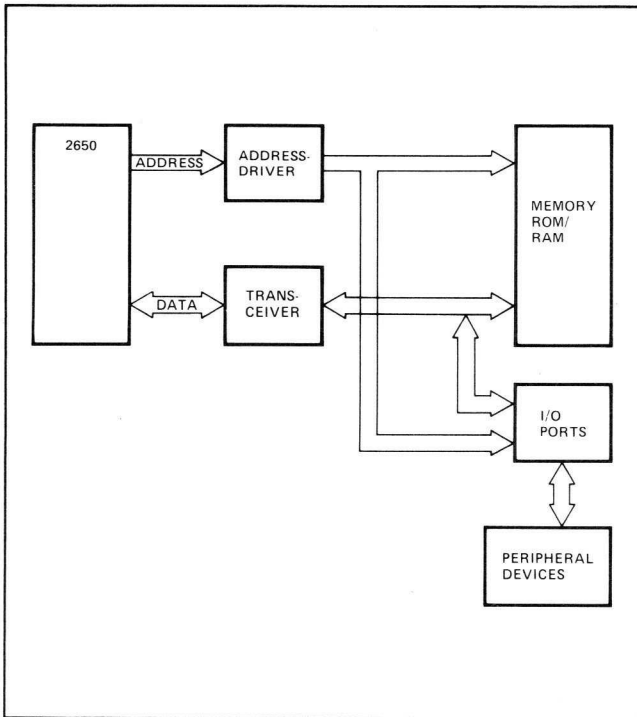 2650
ADDRESS
ADDRESS-
DRIVER
MEMORY
ROM/
RAM
DATA
TRANS-
CEIVER
I/O
PORTS
PERIPHERAL
DEVICES